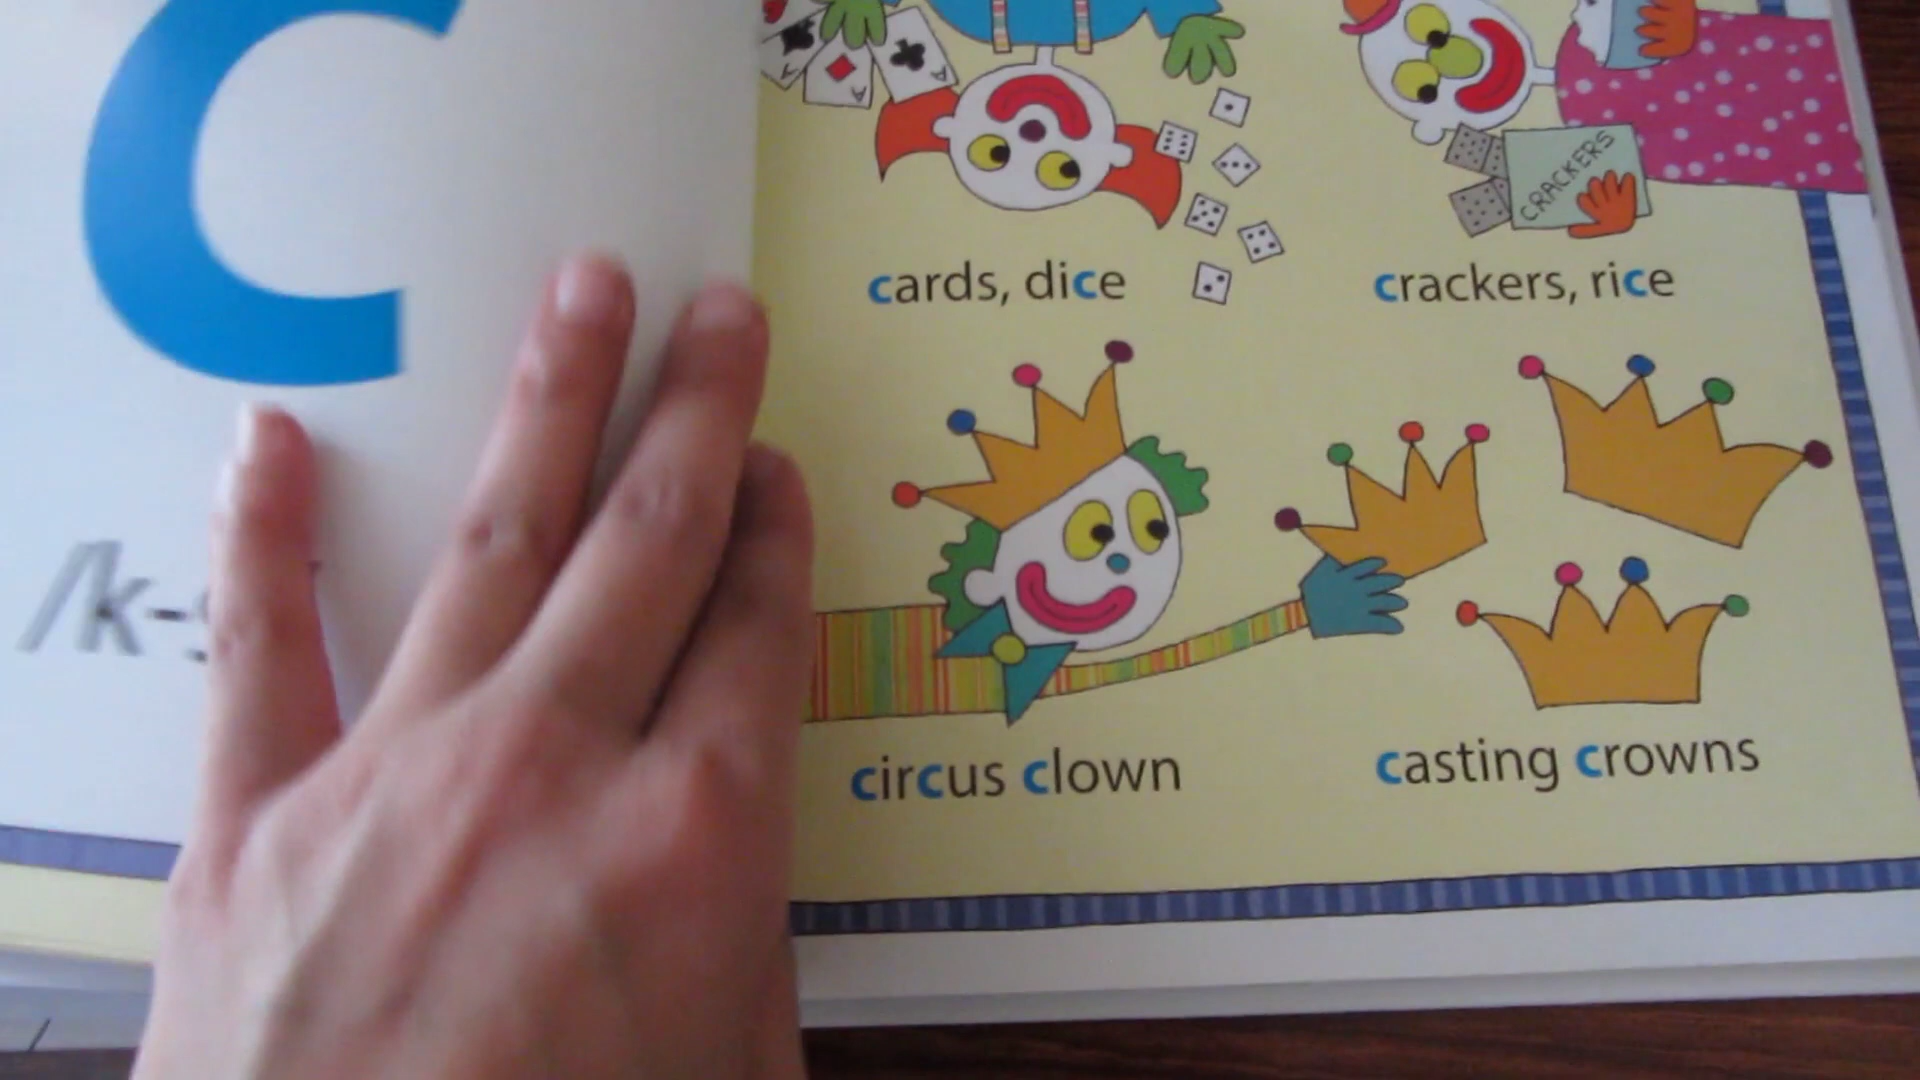 C
/k-
A
A
A
CRACKERS
cards, dice
crackers, rice
circus clown
casting crowns